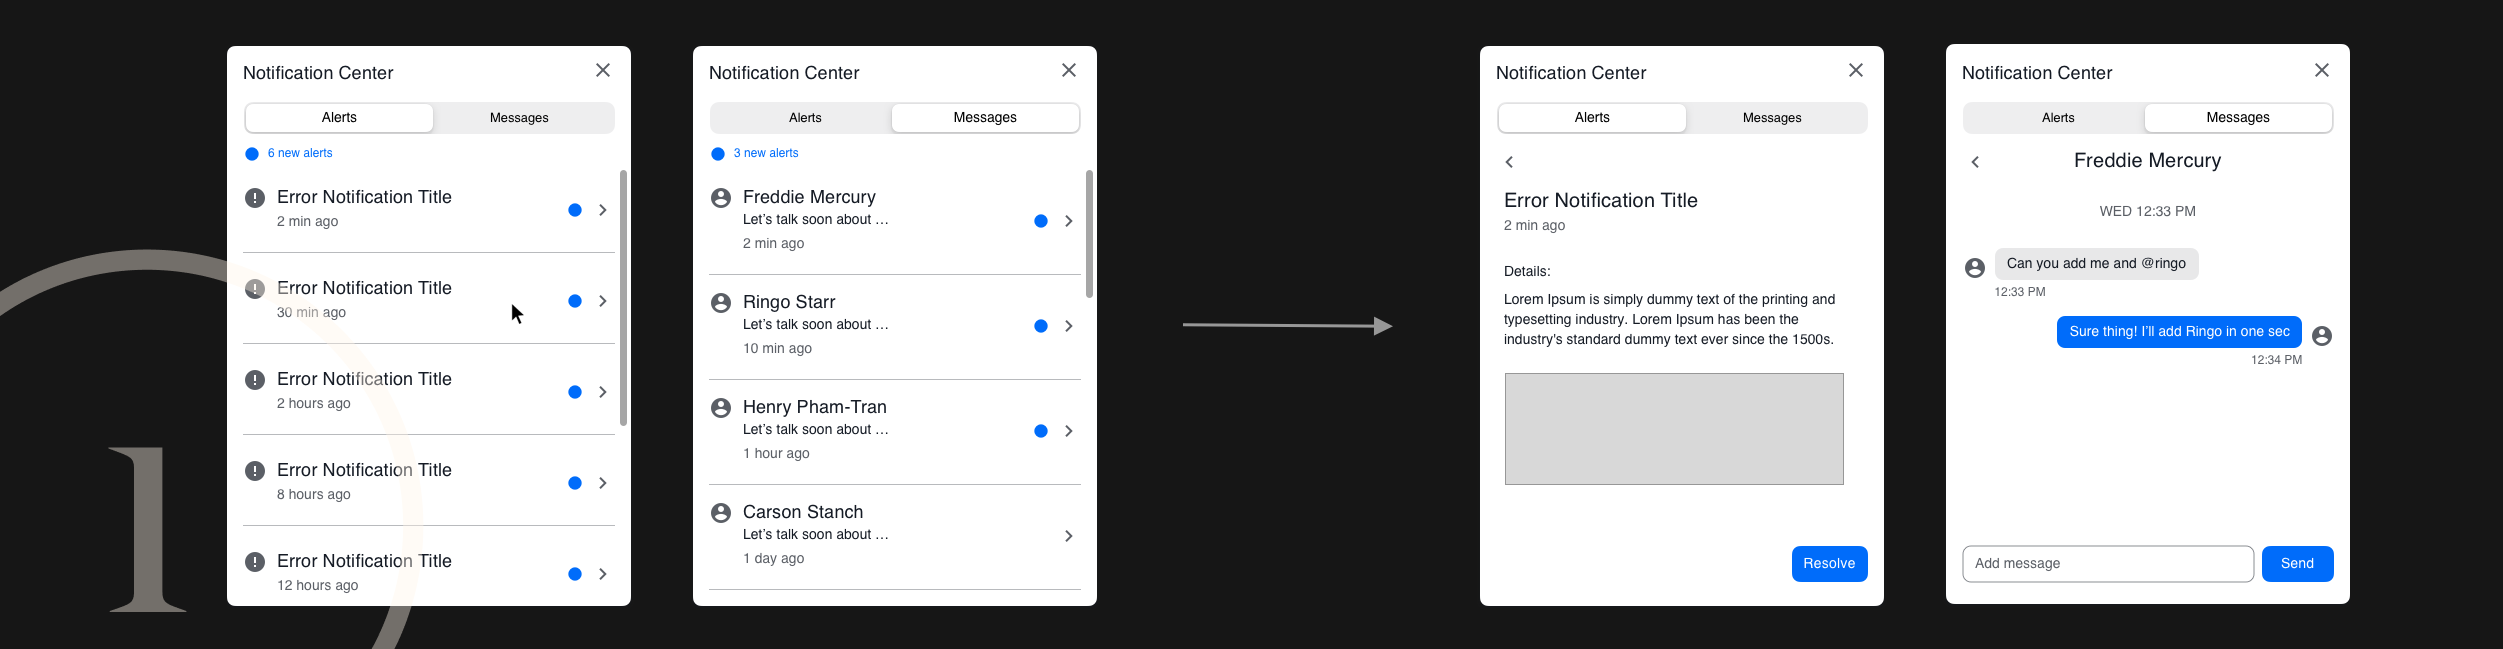 Notification Center
Alerts Messages
6 new alerts
Error Notification Title
2 min ago
Error Notification Title
30 min ago
Error Notification Title
2 hours ago
Error Notification Title
8 hours ago
Error Notification Title
12 hours ago
Notification Center
Alerts Messages
3 new alerts
Freddie Mercury
Let’s talk soon about ...
2 min ago
Ringo Starr
Let’s talk soon about ...
10 min ago
Henry Pham-Tran
Let’s talk soon about ...
1 hour ago
Carson Stanch
Let’s talk soon about ...
1 day ago
Notification Center
Alerts Messages
Error Notification Title
2 min ago
Details:
Lorem Ipsum is simply dummy text of the printing and
typesetting industry. Lorem Ipsum has been the
industry's standard dummy text ever since the 1500s.
Resolve
Notification Center
Alerts Messages
Freddie Mercury
WED 12:33 PM
Can you add me and @ringo
12:33 PM
Sure thing! I’ll add Ringo in one sec
12:34 PM
Add message
Send
1